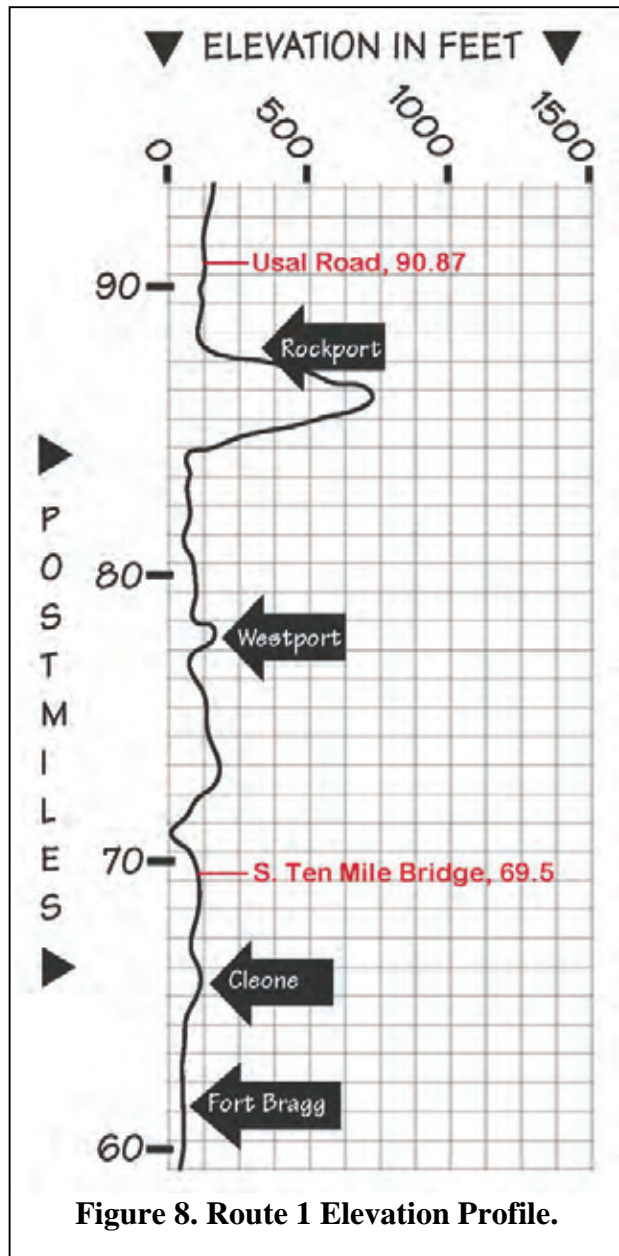 ELEVATION IN FEET
0 500 1000 1500
Usal Road, 90.87
90
Rockport
POSTMILES
80
Westport
70
S. Ten Mile Bridge, 69.5
Cleone
Fort Bragg
60
Figure 8. Route 1 Elevation Profile.